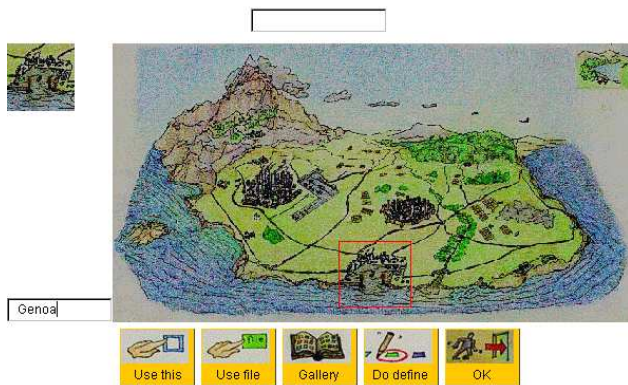 Genoa
Use this
Use file
Gallery
Do define
OK